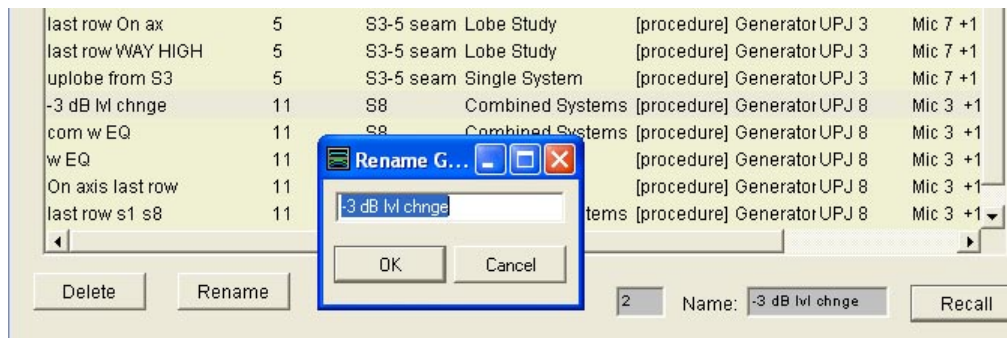 last row On ax 5 S3-5 seam Lobe Study [procedure] Generator UPJ 3 Mic 7 +1
last row WAY HIGH 5 S3-5 seam Lobe Study [procedure] Generator UPJ 3 Mic 7 +1
uplobe from S3 5 S3-5 seam Single System [procedure] Generator UPJ 3 Mic 7 +1
-3 dB lvl chnge 11 S8 Combined Systems [procedure] Generator UPJ 8 Mic 3 +1
com w EQ 11 S8 Combined Systems [procedure] Generator UPJ 8 Mic 3 +1
w EQ 11 [procedure] Generator UPJ 8 Mic 3 +1
On axis last row 11 [procedure] Generator UPJ 8 Mic 3 +1
last row s1 s8 11 tems [procedure] Generator UPJ 8 Mic 3 +1
Rename G...
-3 dB lvl chnge
OK Cancel
Delete Rename 2 Name: -3 dB lvl chnge Recall